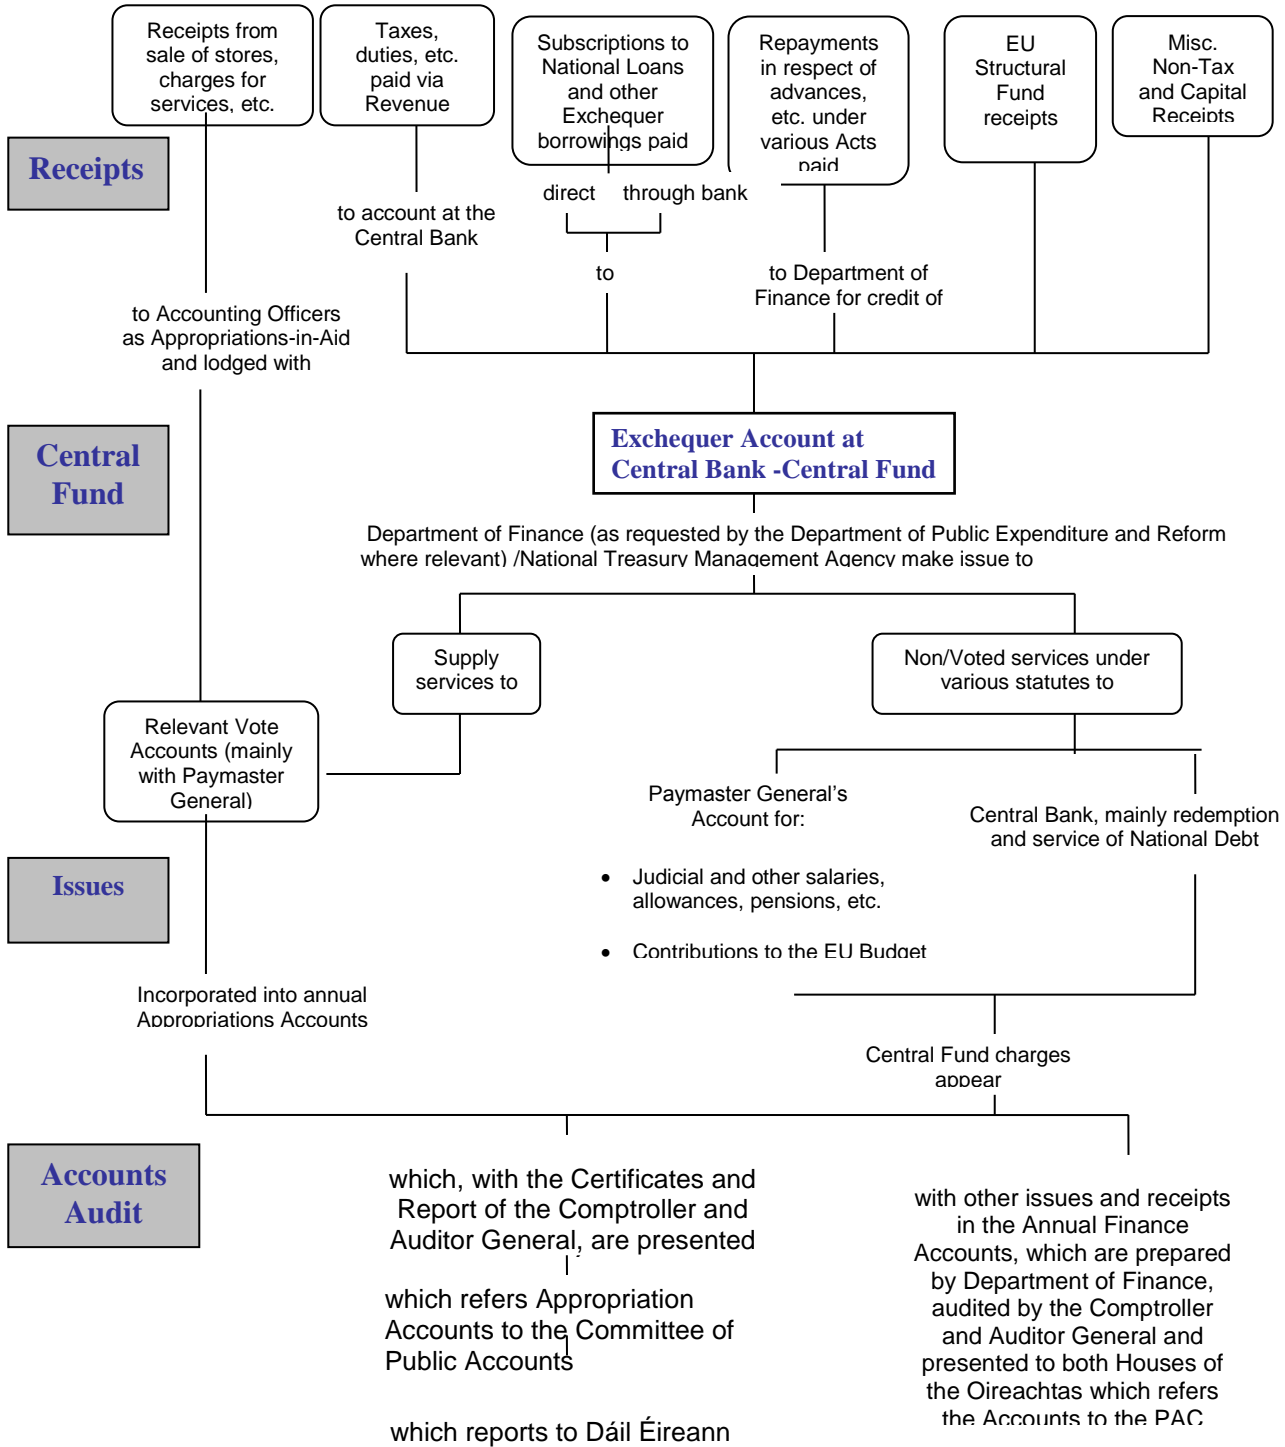 Receipts from
sale of stores,
charges for
services, etc.
Taxes,
duties, etc.
paid via
Revenue
Subscriptions to
National Loans
and other
Exchequer
borrowings paid
Repayments
in respect of
advances,
etc. under
various Acts
paid
EU
Structural
Fund
receipts
Misc.
Non-Tax
and Capital
Receipts
Receipts
direct through bank
to account at the
Central Bank
to
to Department of
Finance for credit of
to Accounting Officers
as Appropriations-in-Aid
and lodged with
Central
Fund
Exchequer Account at
Central Bank -Central Fund
Department of Finance (as requested by the Department of Public Expenditure and Reform
where relevant) /National Treasury Management Agency make issue to
Supply
services to
Non/Voted services under
various statutes to
Relevant Vote
Accounts (mainly
with Paymaster
General)
Paymaster General’s
Account for:
• Judicial and other salaries,
allowances, pensions, etc.
• Contributions to the EU Budget
Central Bank, mainly redemption
and service of National Debt
Issues
Incorporated into annual
Appropriations Accounts
Central Fund charges
appear
Accounts
Audit
which, with the Certificates and
Report of the Comptroller and
Auditor General, are presented
which refers Appropriation
Accounts to the Committee of
Public Accounts
which reports to Dáil Éireann
with other issues and receipts
in the Annual Finance
Accounts, which are prepared
by Department of Finance,
audited by the Comptroller
and Auditor General and
presented to both Houses of
the Oireachtas which refers
the Accounts to the PAC